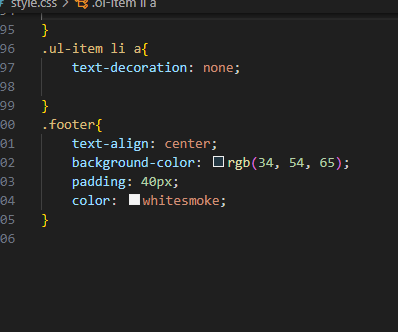 style.css > .ol-item li a
95 }
96 .ul-item li a{
97 text-decoration: none;
98
99 }
00 .footer{
01 text-align: center;
02 background-color: rgb(34, 54, 65);
03 padding: 40px;
04 color: whitesmoke;
05 }
06